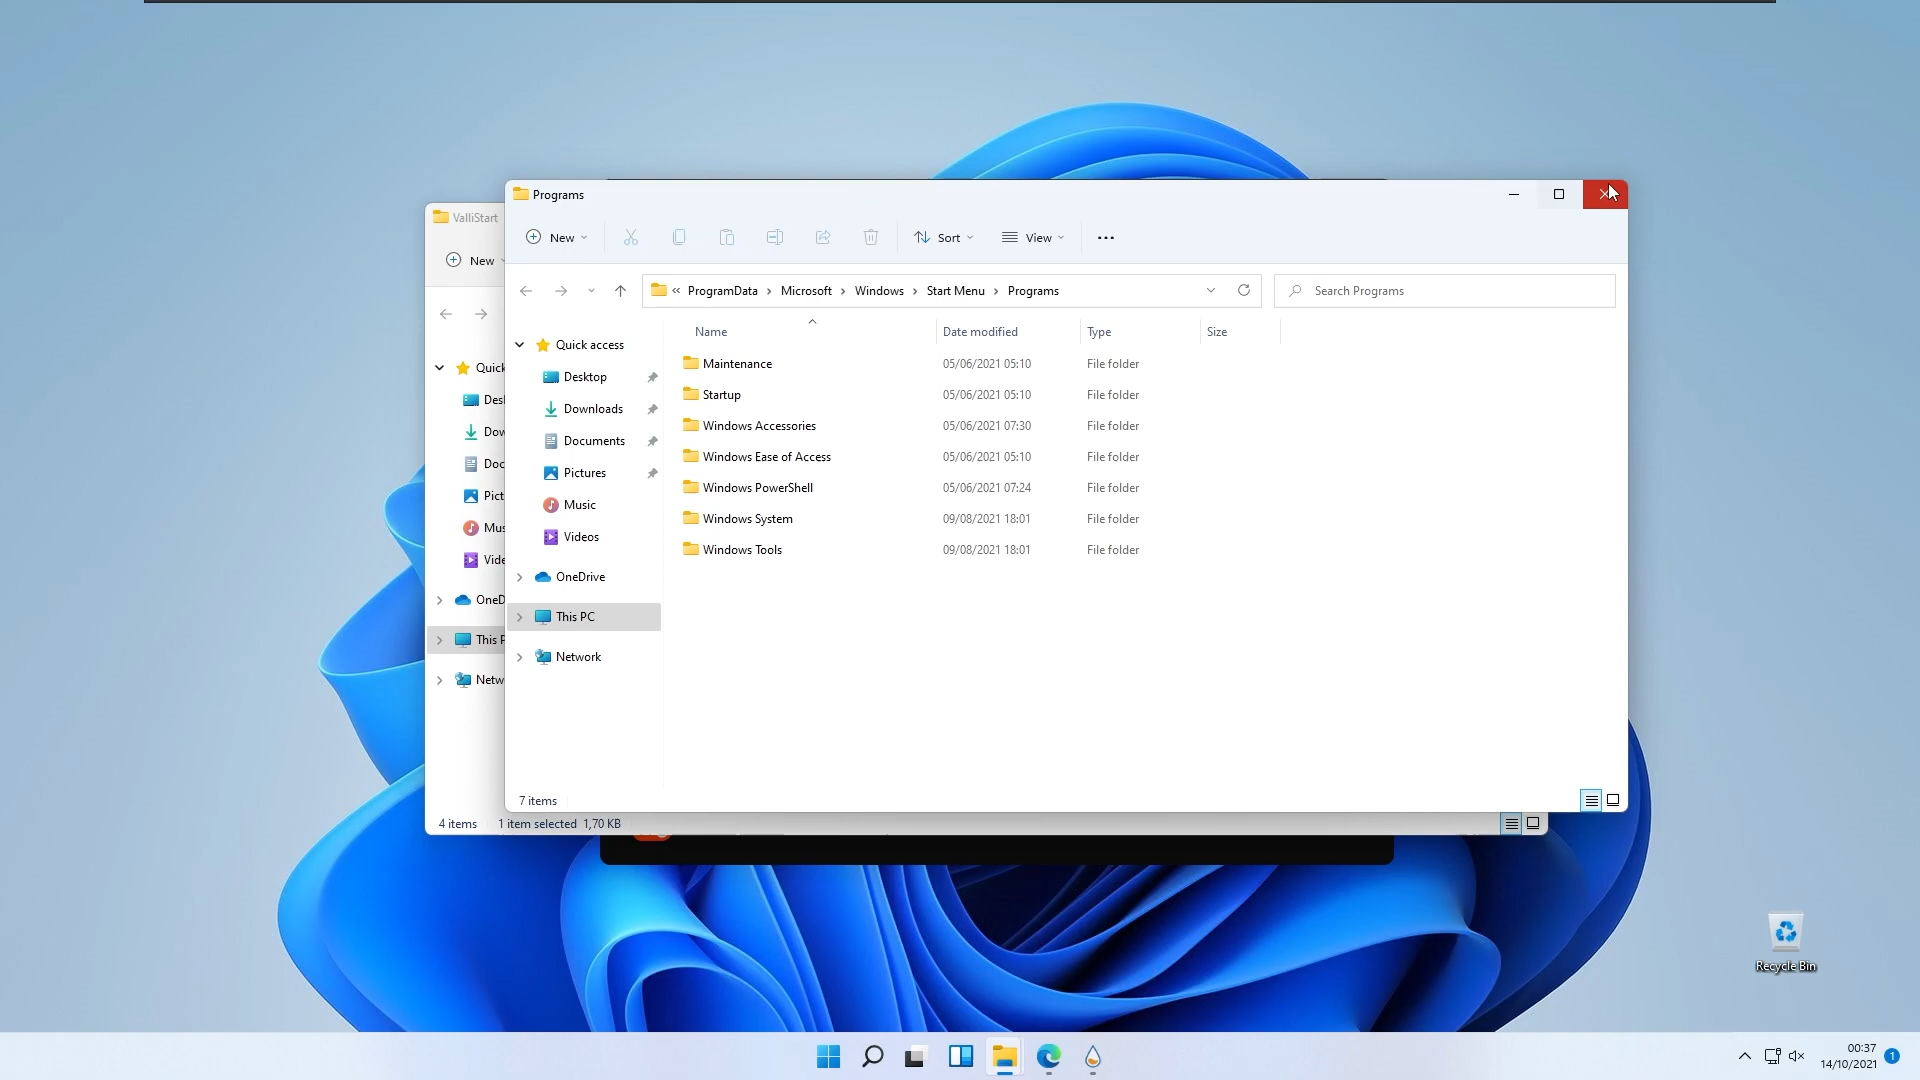 Programs
ValliStart
New
Sort
View
New
ProgramData › Microsoft › Windows › Start Menu › Programs
Search Programs
Name
Date modified
Type
Size
Quick access
Desktop
Downloads
Documents
Pictures
Music
Videos
OneDrive
This PC
Network
Maintenance 05/06/2021 05:10 File folder
Startup 05/06/2021 05:10 File folder
Windows Accessories 05/06/2021 07:30 File folder
Windows Ease of Access 05/06/2021 05:10 File folder
Windows PowerShell 05/06/2021 07:24 File folder
Windows System 09/08/2021 18:01 File folder
Windows Tools 09/08/2021 18:01 File folder
Quick
Des
Dow
Doc
Pict
Mus
Vide
OneD
This P
Netw
7 items
4 items 1 item selected 1,70 KB
Recycle Bin
00:37
14/10/2021
1